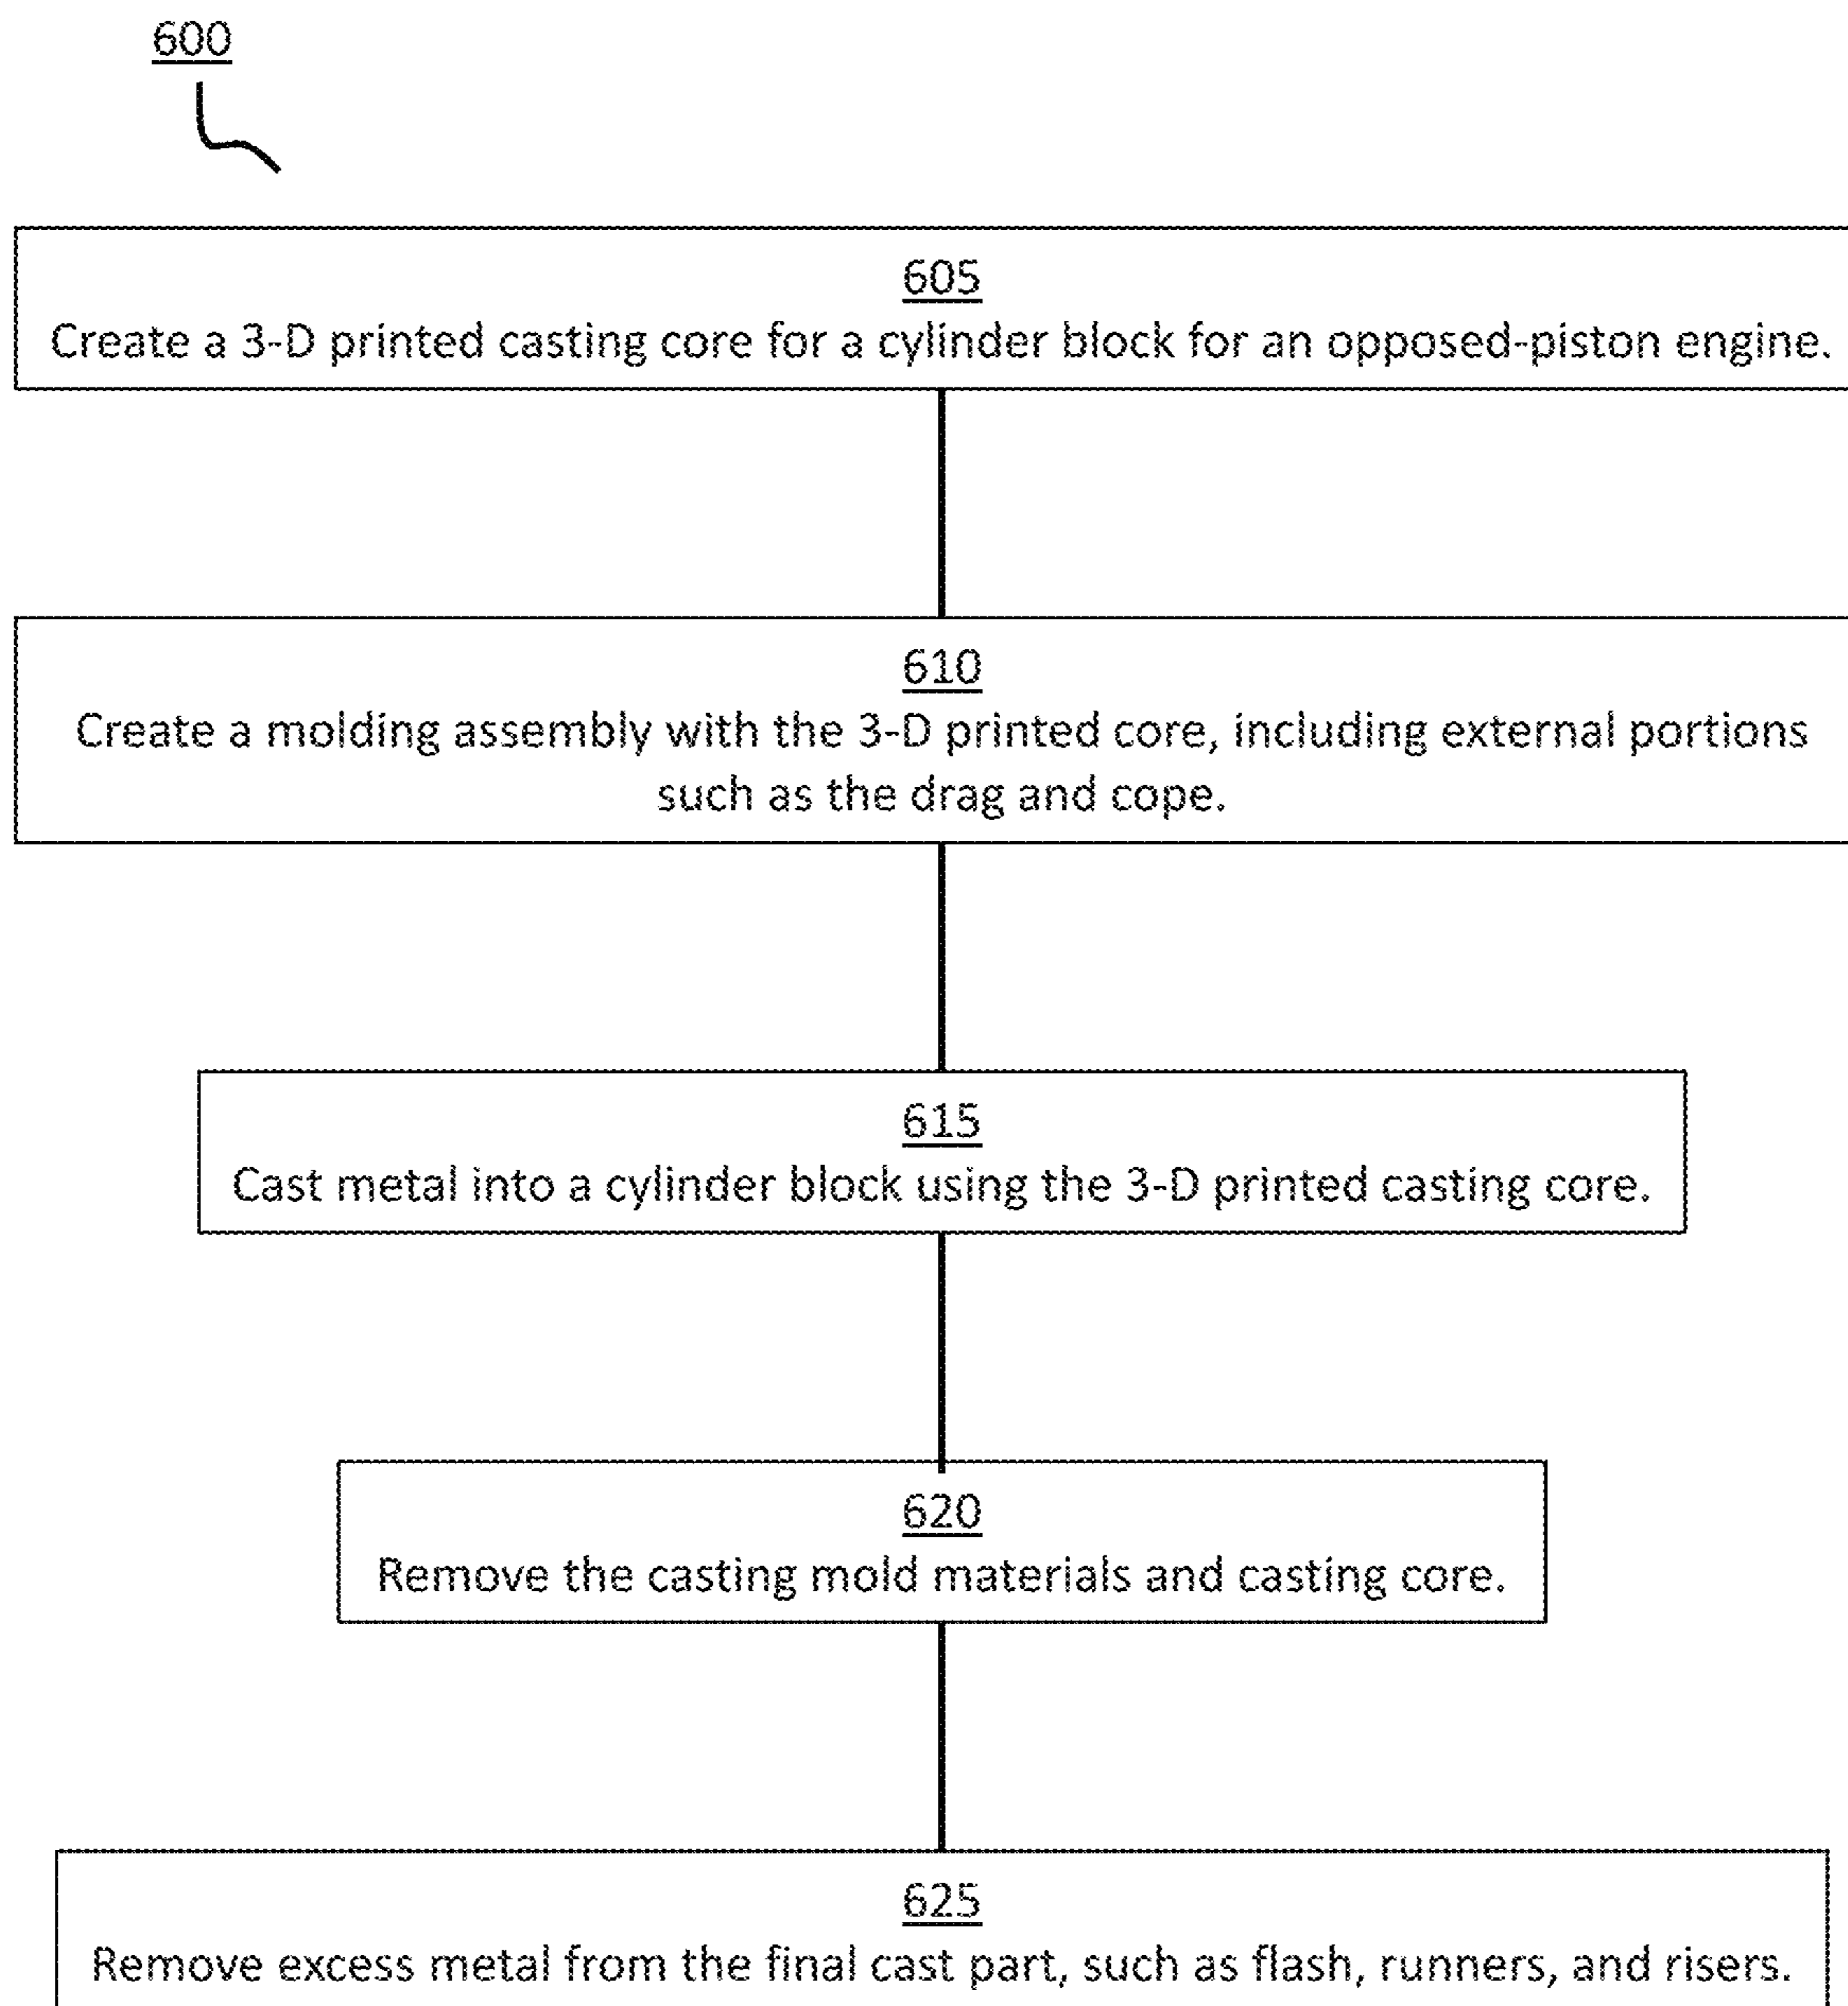 600
605
Create a 3-D printed casting core for a cylinder block for an opposed-piston engine.
610
Create a molding assembly with the 3-D printed core, including external portions
such as the drag and cope.
615
Cast metal into a cylinder block using the 3-D printed casting core.
620
Remove the casting mold materials and casting core.
625
Remove excess metal from the final cast part, such as flash, runners, and risers.